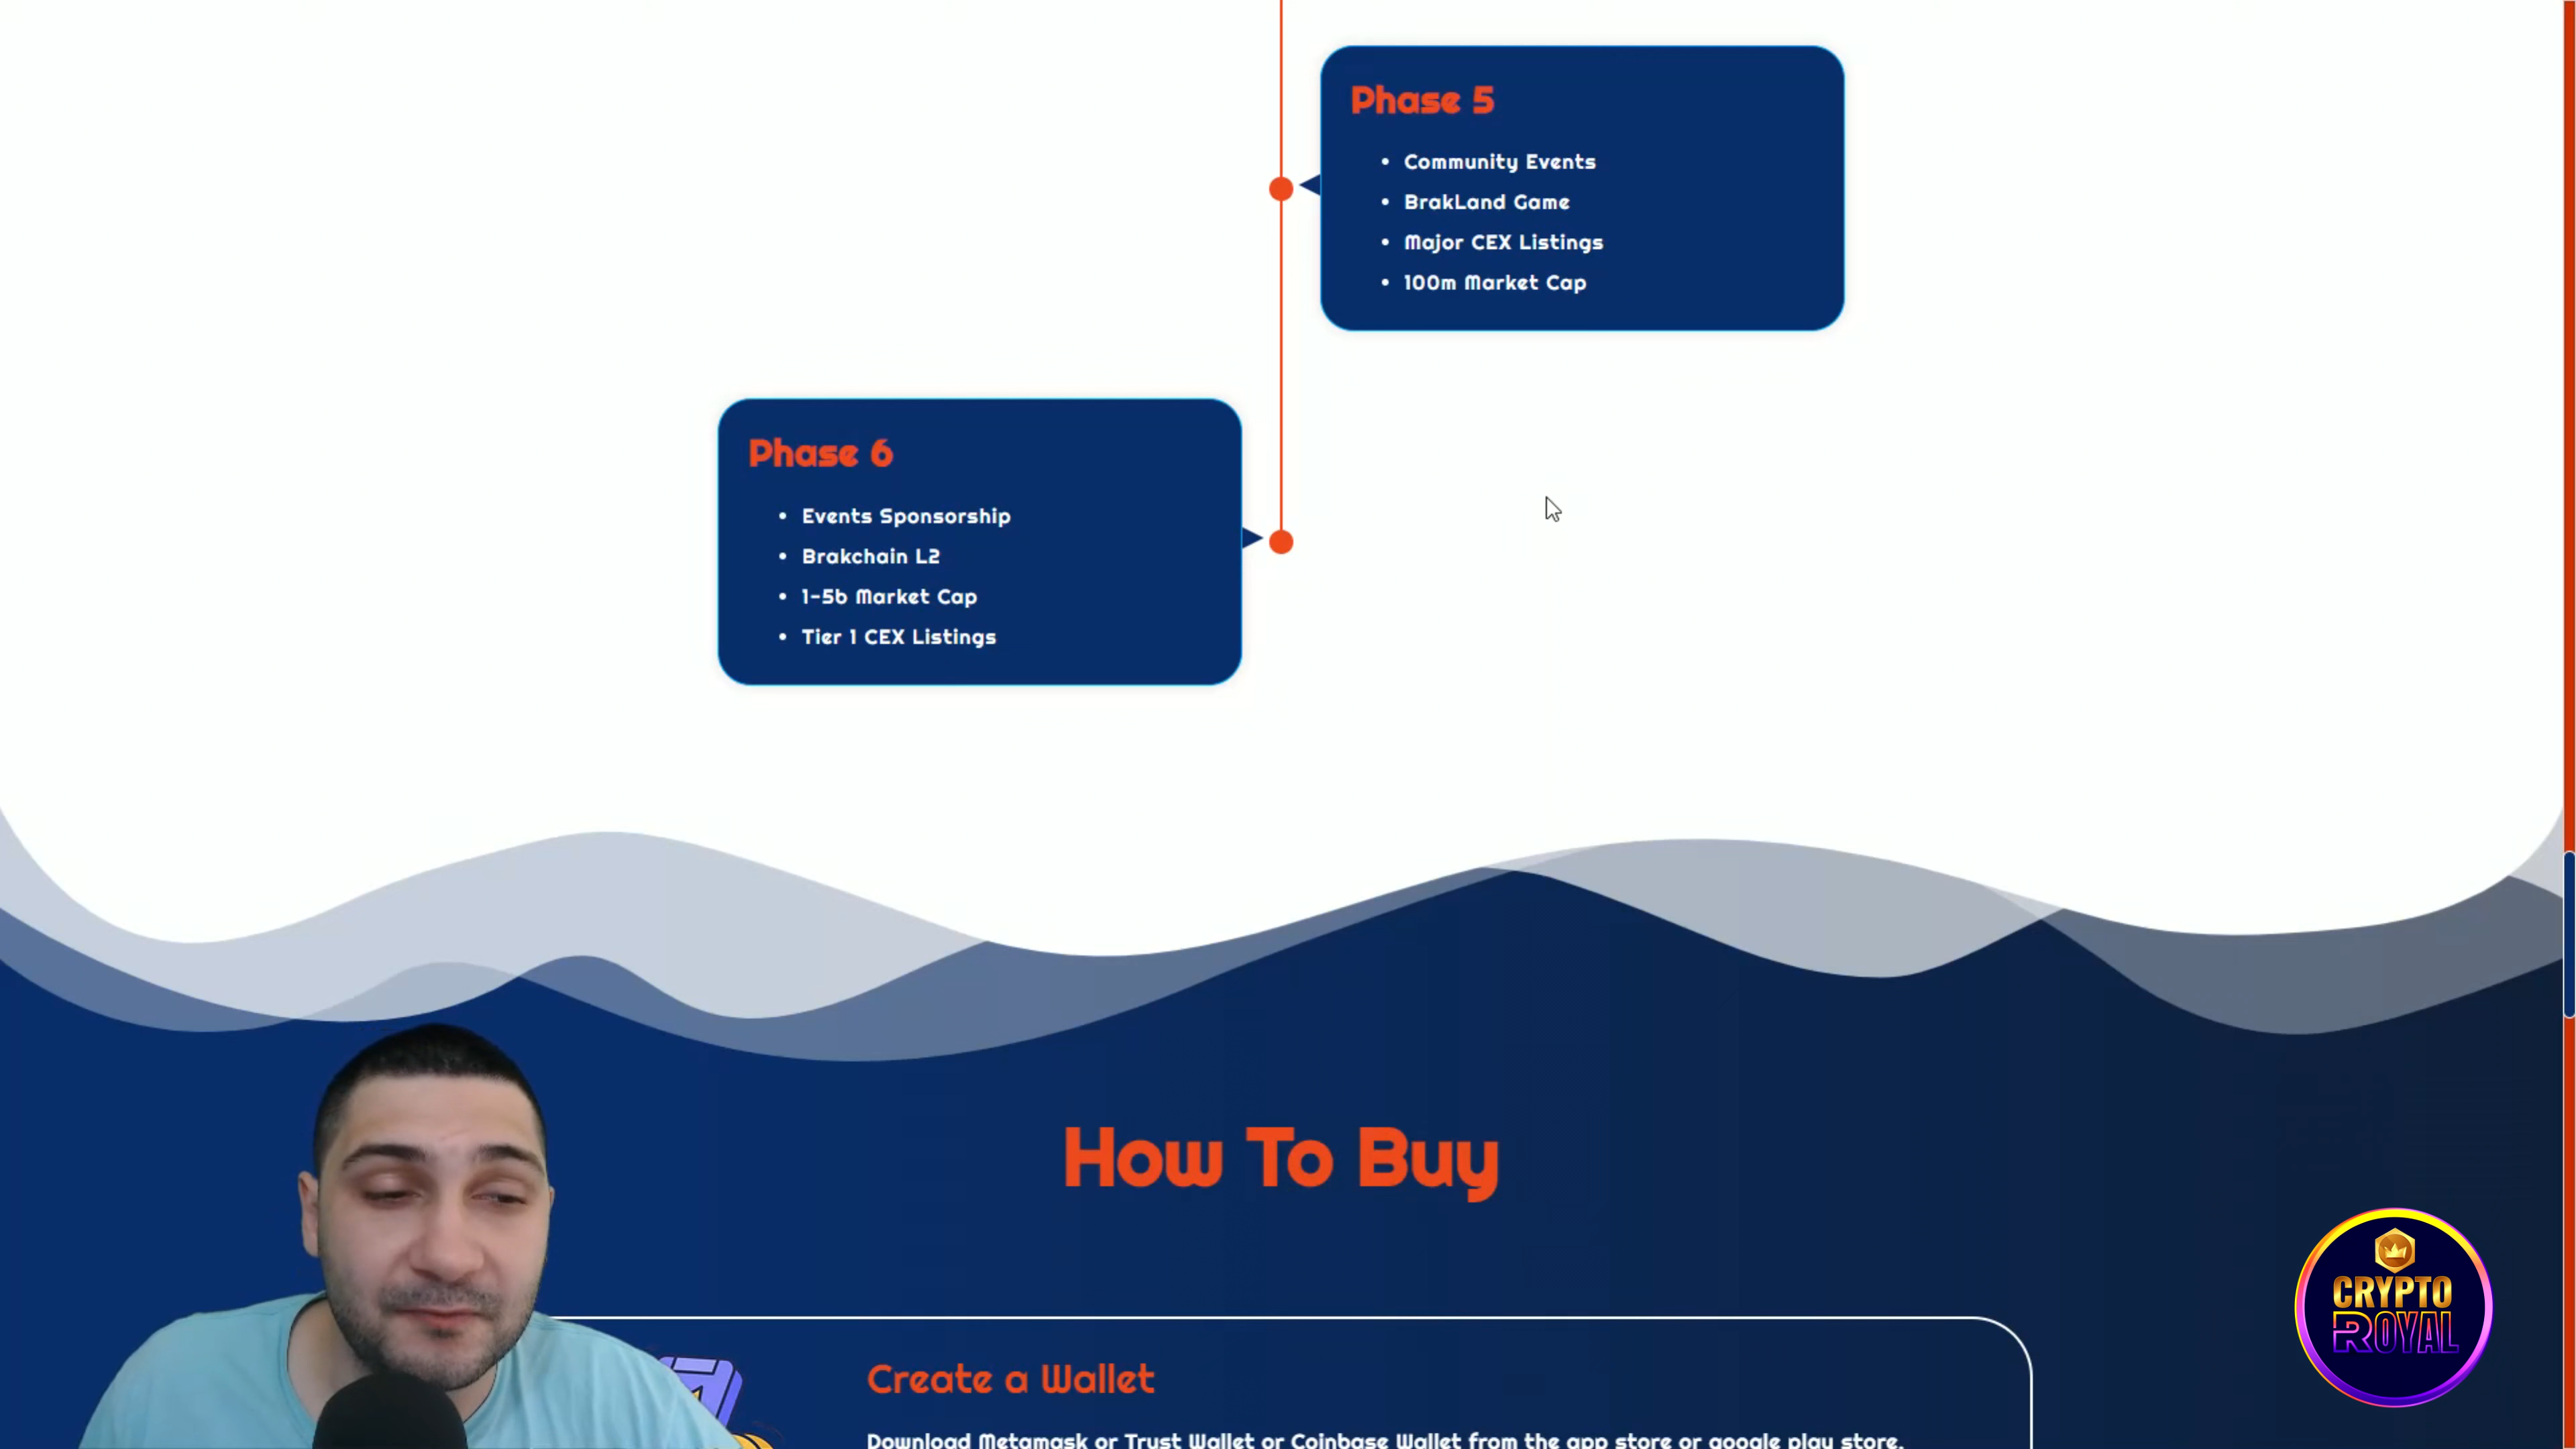 Phase 5
Community Events
BrakLand Game
Major CEX Listings
100m Market Cap
Phase 6
Events Sponsorship
Brakchain L2
1-5b Market Cap
Tier 1 CEX Listings
How To Buy
Create a Wallet
Download Metamask or Trust Wallet or Coinbase Wallet from the app store or google play store.
CRYPTO
ROYAL